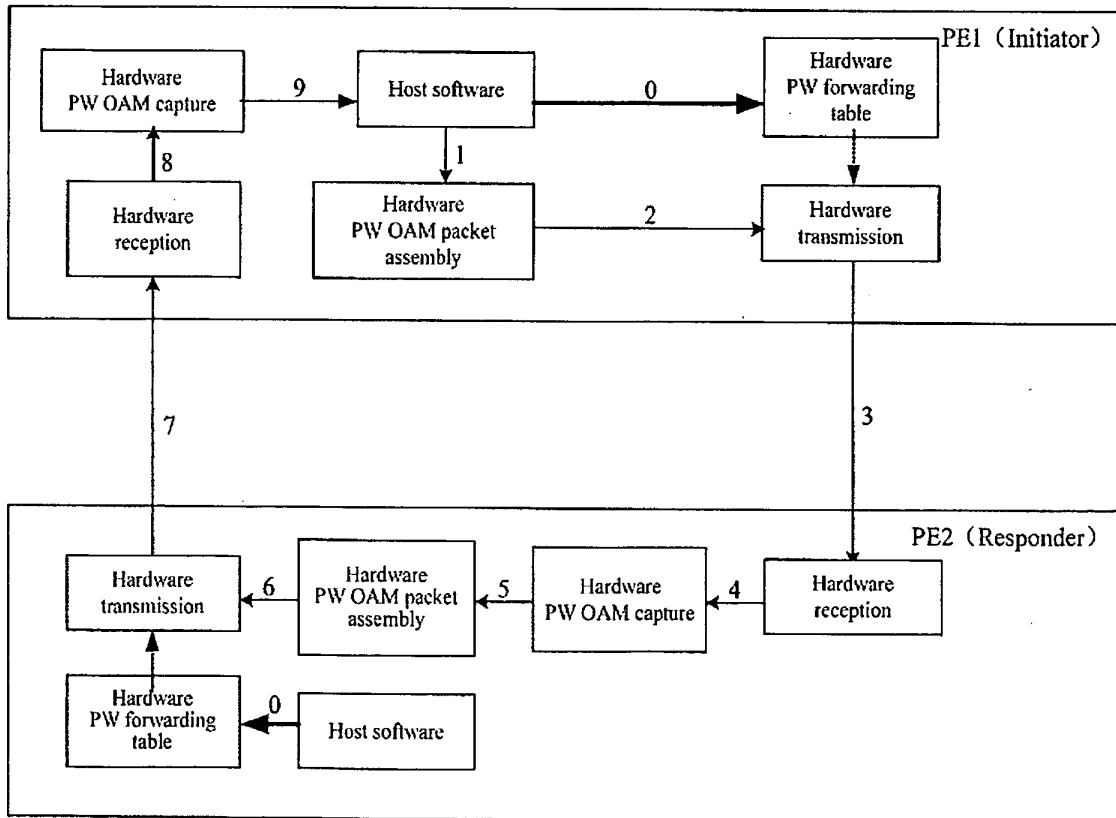 PE1（Initiator）
Hardware
PW OAM capture
9
Host software
0
Hardware
PW forwarding
table
8
1
Hardware
reception
Hardware
PW OAM packet
assembly
2
Hardware
transmission
7
3
PE2（Responder）
Hardware
transmission
6
Hardware
PW OAM packet
assembly
5
Hardware
PW OAM capture
4
Hardware
reception
Hardware
PW forwarding
table
0
Host software